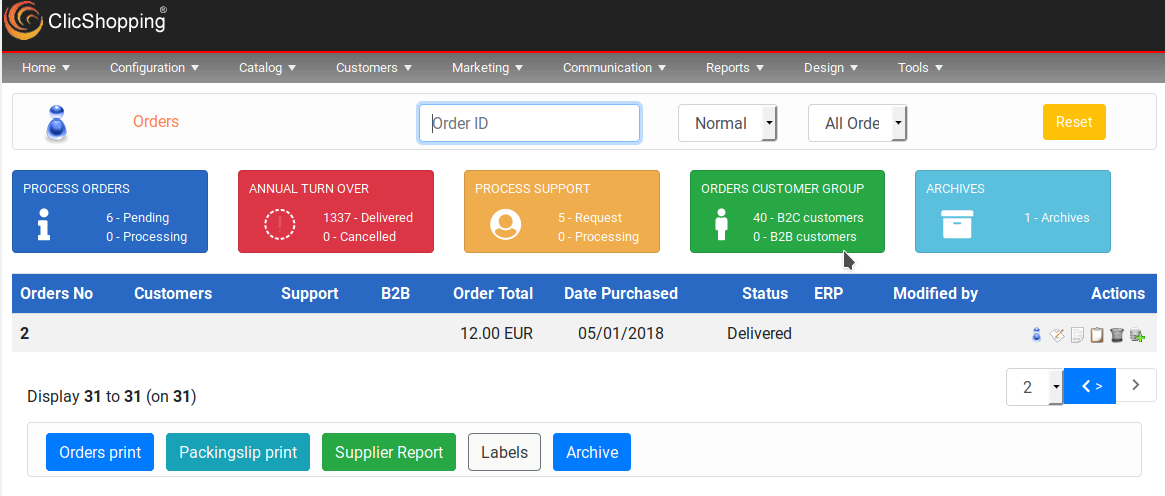 ClicShopping®
Home Configuration Catalog Customers Marketing Communication Reports Design Tools
Orders Order ID Normal All Orde Reset
PROCESS ORDERS
6 - Pending
0 - Processing
ANNUAL TURN OVER
1337 - Delivered
0 - Cancelled
PROCESS SUPPORT
5 - Request
0 - Processing
ORDERS CUSTOMER GROUP
40 - B2C customers
0 - B2B customers
ARCHIVES
1 - Archives
Orders No Customers Support B2B Order Total Date Purchased Status ERP Modified by Actions
2 12.00 EUR 05/01/2018 Delivered
Display 31 to 31 (on 31)
2 >
Orders print Packingslip print Supplier Report Labels Archive